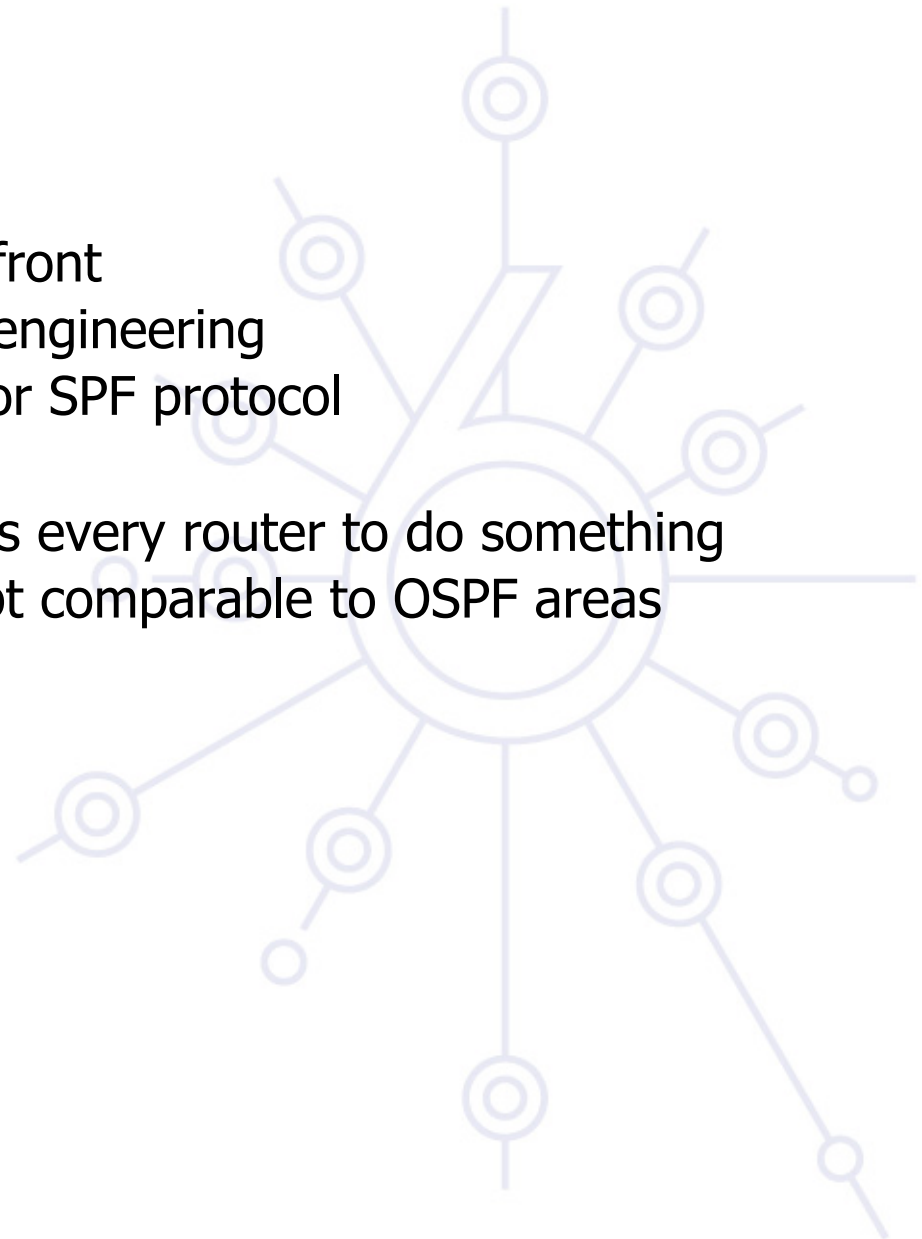 front
engineering
or SPF protocol
s every router to do something
ot comparable to OSPF areas